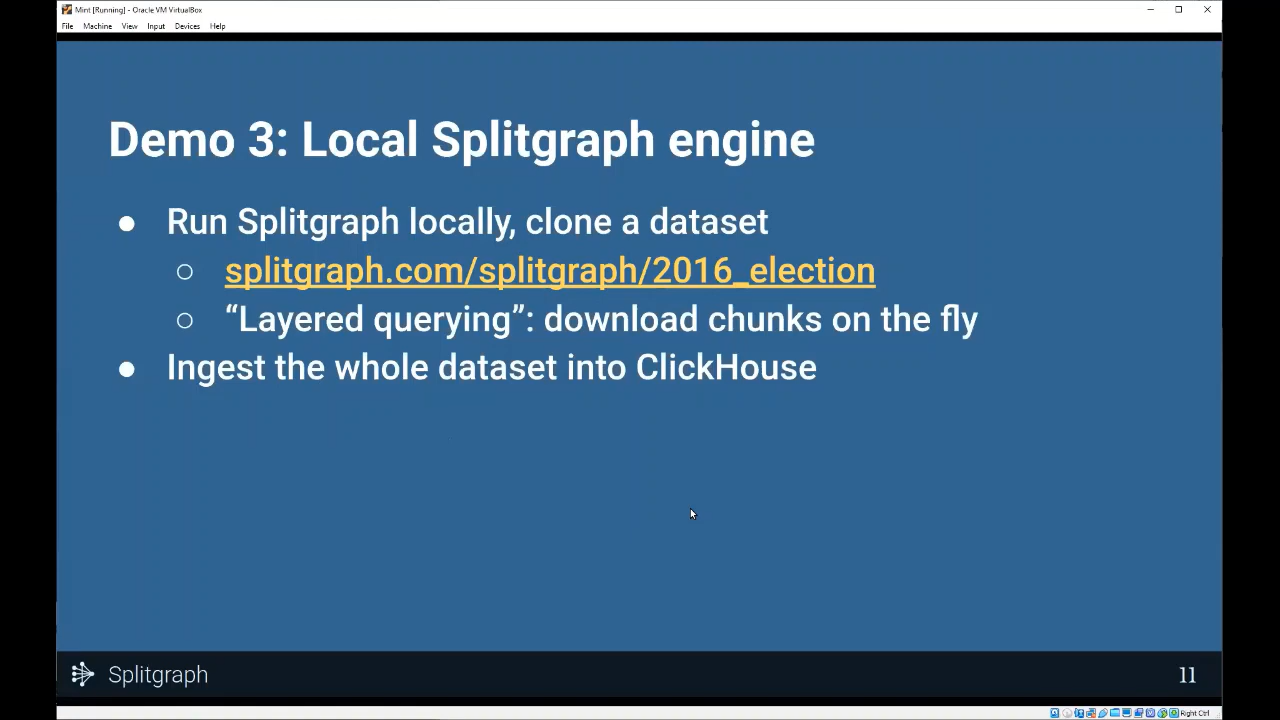 Mint [Running] - Oracle VM VirtualBox
File Machine View Input Devices Help
Demo 3: Local Splitgraph engine
● Run Splitgraph locally, clone a dataset
○ splitgraph.com/splitgraph/2016_election
○ “Layered querying”: download chunks on the fly
● Ingest the whole dataset into ClickHouse
Splitgraph
11
Right Ctrl